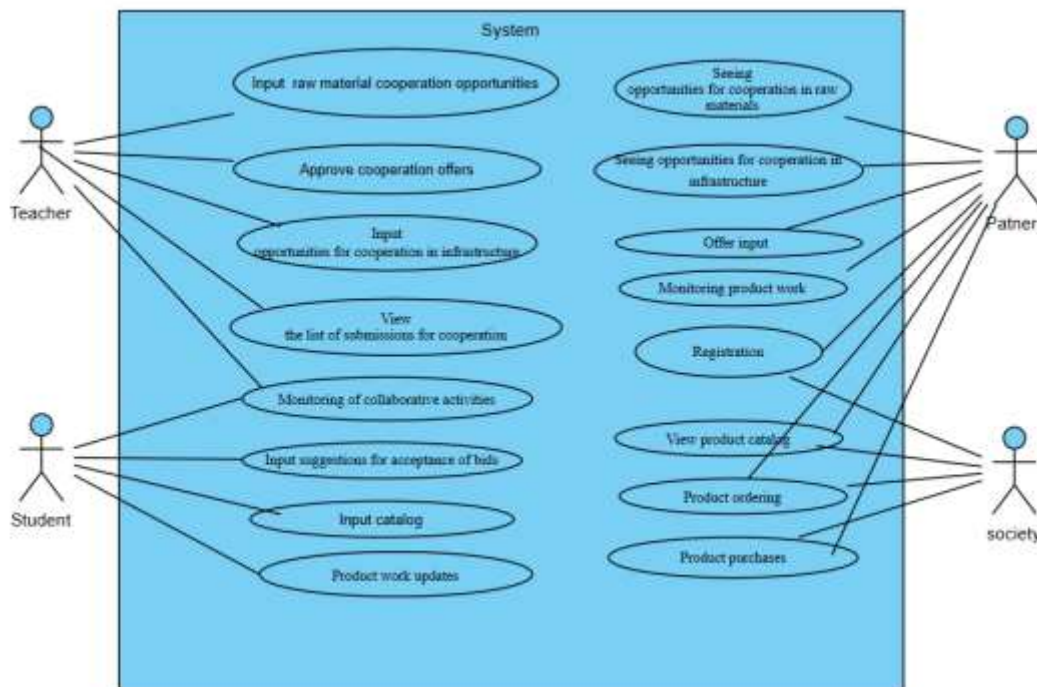 System
Input raw material cooperation opportunities
Approve cooperation offers
Input
opportunities for cooperation in infrastructure
View
the list of submissions for cooperation
Monitoring of collaborative activities
Input suggestions for acceptance of bids
Input catalog
Product work updates
Seeing
opportunities for cooperation in raw
materials
Seeing opportunities for cooperation in
infrastructure
Offer input
Monitoring product work
Registration
View product catalog
Product ordering
Product purchases
Teacher
Student
Patner
society